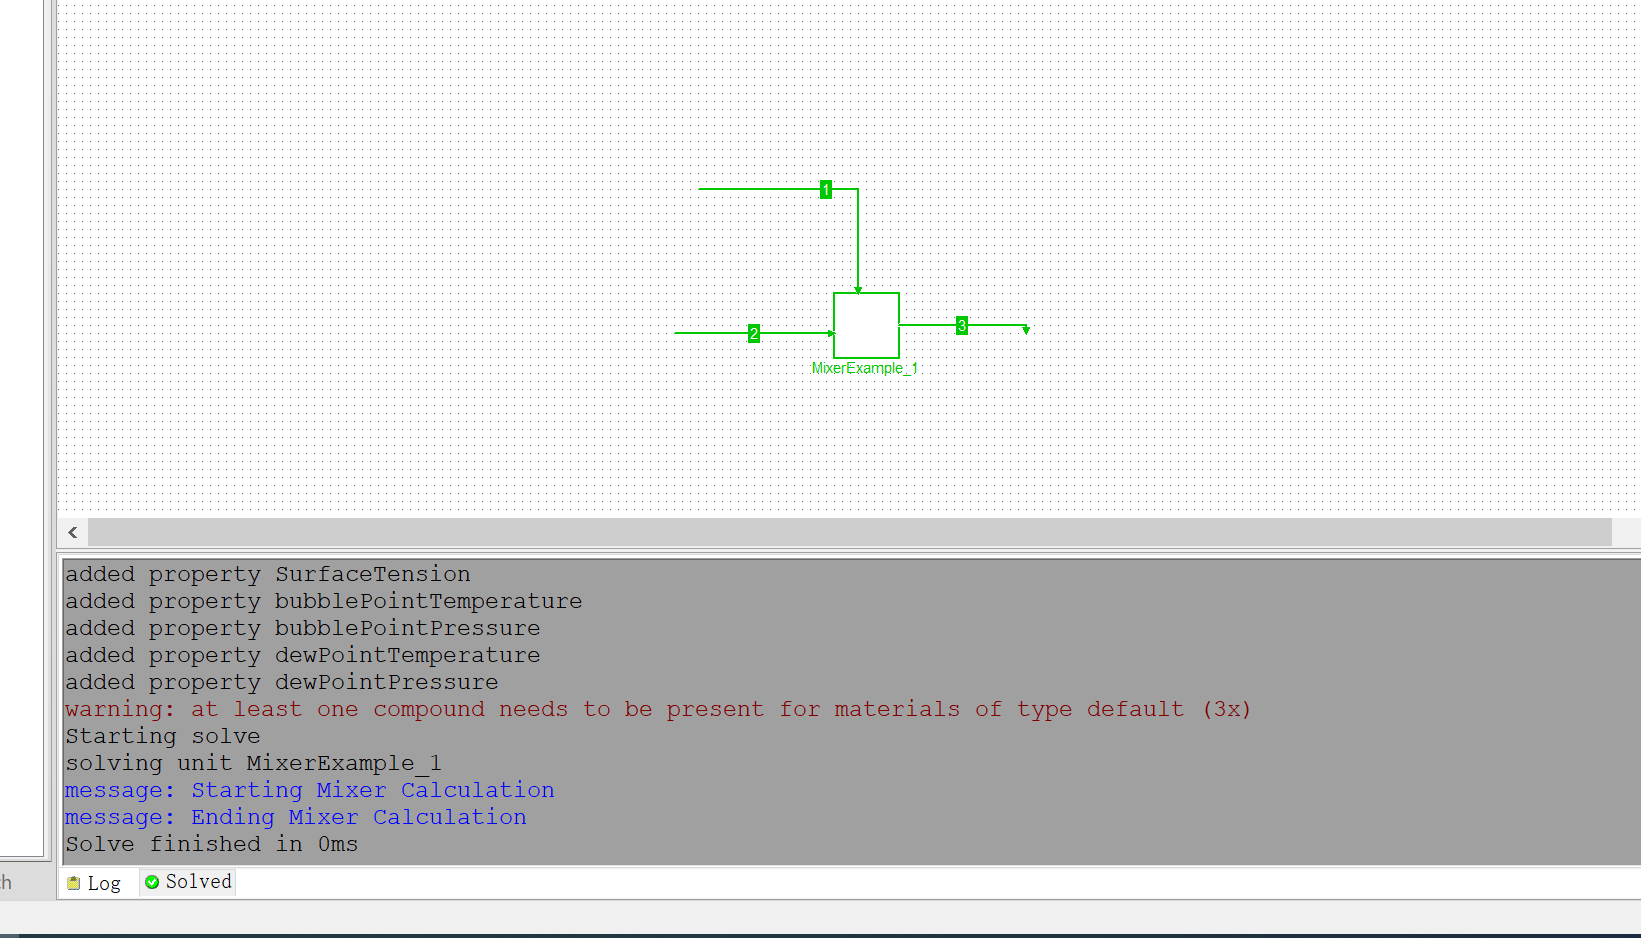 1
2
3
MixerExample_1
added property SurfaceTension
added property bubblePointTemperature
added property bubblePointPressure
added property dewPointTemperature
added property dewPointPressure
warning: at least one compound needs to be present for materials of type default (3x)
Starting solve
solving unit MixerExample_1
message: Starting Mixer Calculation
message: Ending Mixer Calculation
Solve finished in 0ms
h
Log
Solved